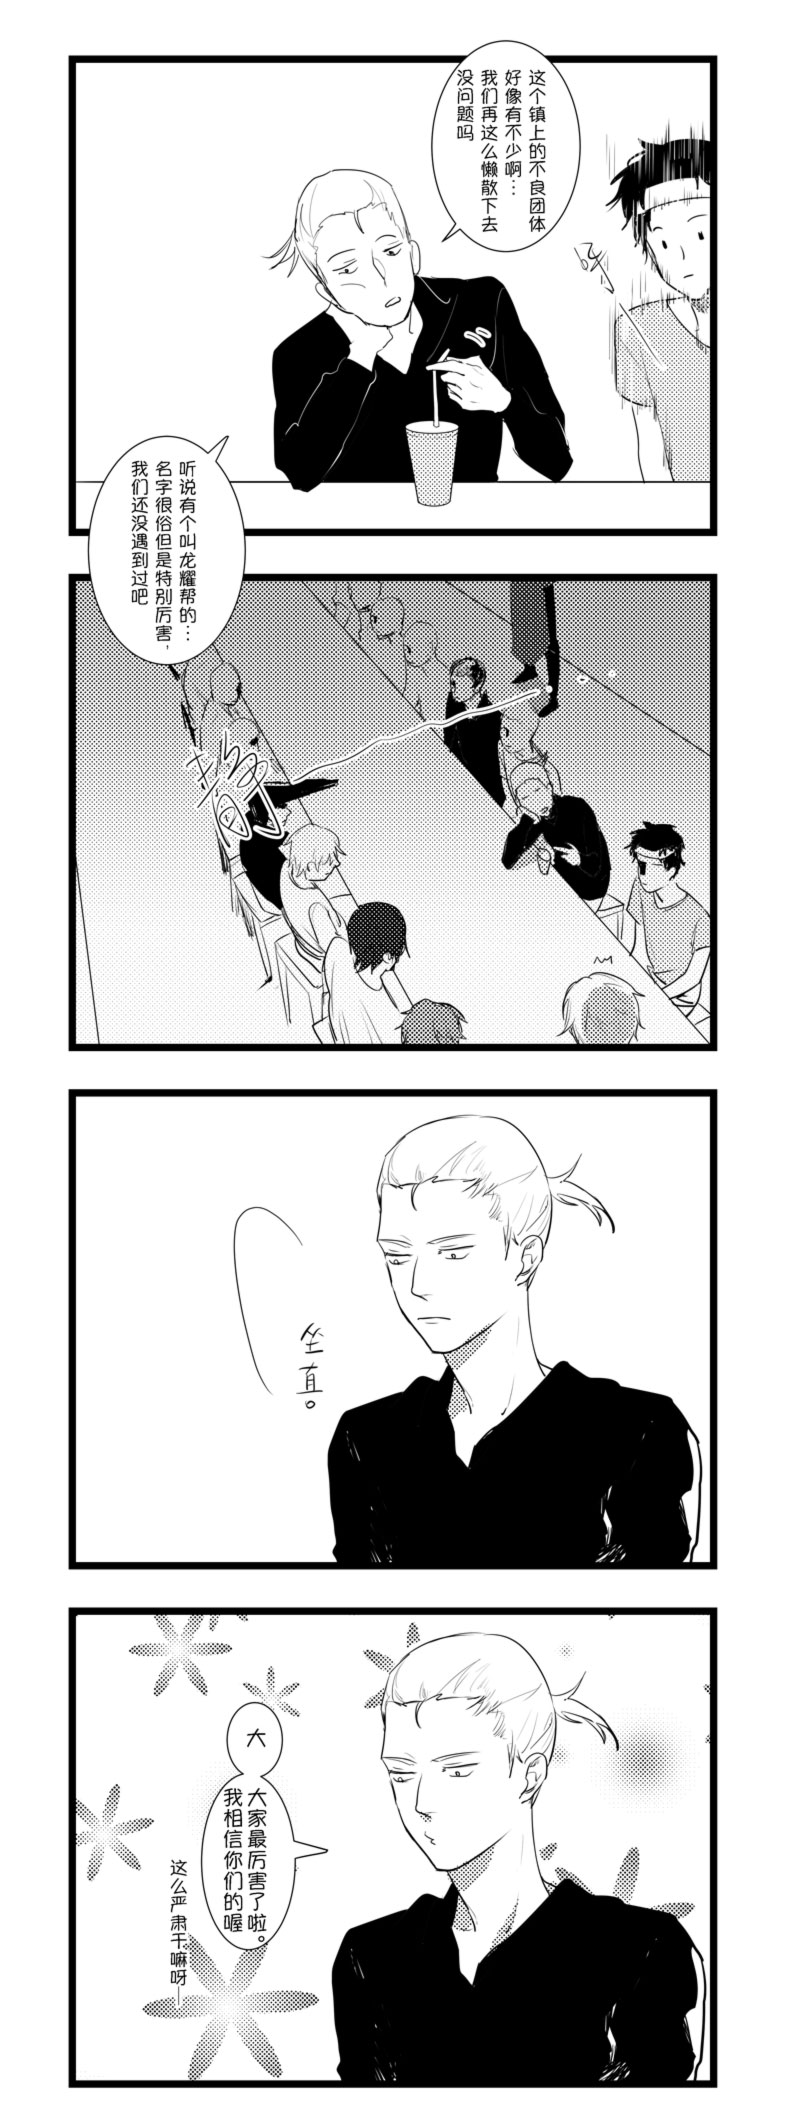 这个镇上的不良团体
好像有不少啊…
我们再这么懒散下去
没问题吗
听说有个叫龙耀帮的…
名字很俗但是特别厉害，
我们还没遇到过吧
坐直。
大
大家最厉害了啦。
我相信你们的喔
这么严肃干嘛呀—